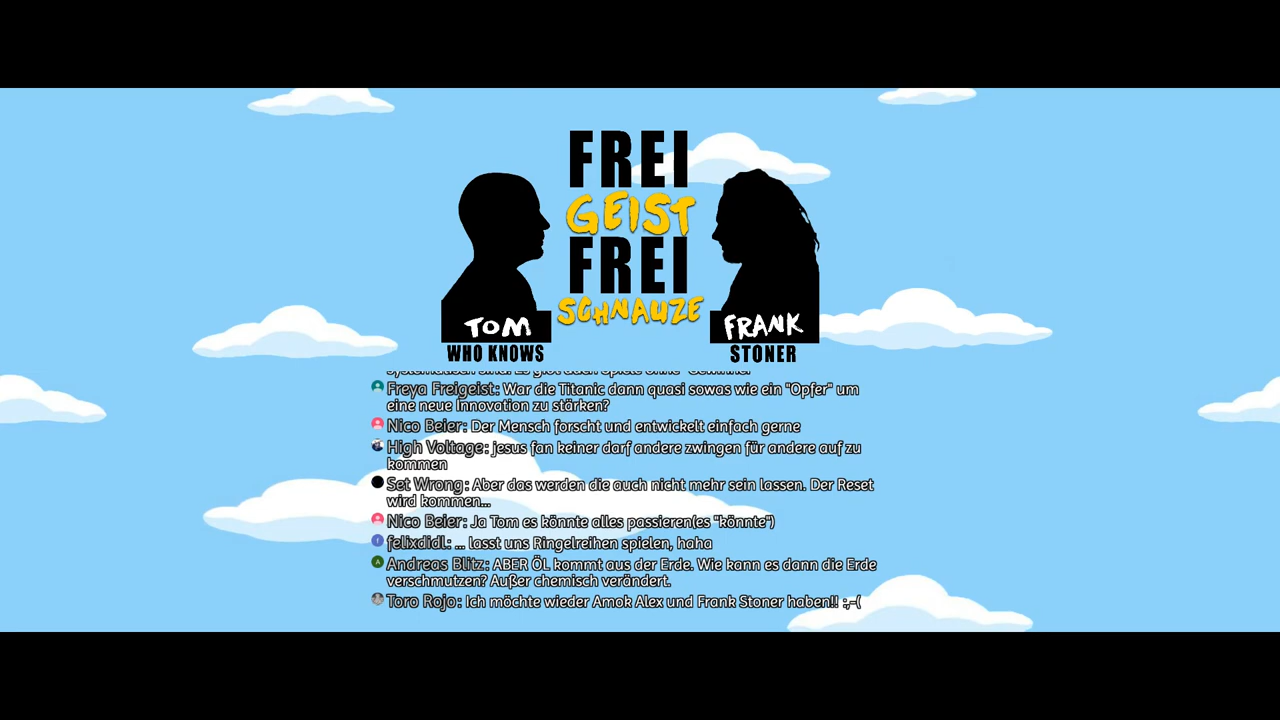 FREI
GEIST
FREI
SCHNAUZE
TOM
WHO KNOWS
FRANK
STONER
Freya Freigeist: War die Titanic dann quasi sowas wie ein "Opfer" um
eine neue Innovation zu stärken?
Nico Beier: Der Mensch forscht und entwickelt einfach gerne
High Voltage: jesus fan keiner darf andere zwingen für andere auf zu
kommen
Set Wrong: Aber das werden die auch nicht mehr sein lassen. Der Reset
wird kommen...
Nico Beier: Ja Tom es könnte alles passieren(es "könnte")
f
felixdidl: ... lasst uns Ringelreihen spielen, haha
A
Andreas Blitz: ABER ÖL kommt aus der Erde. Wie kann es dann die Erde
verschmutzen? Außer chemisch verändert.
Toro Rojo: Ich möchte wieder Amok Alex und Frank Stoner haben!! :,-(